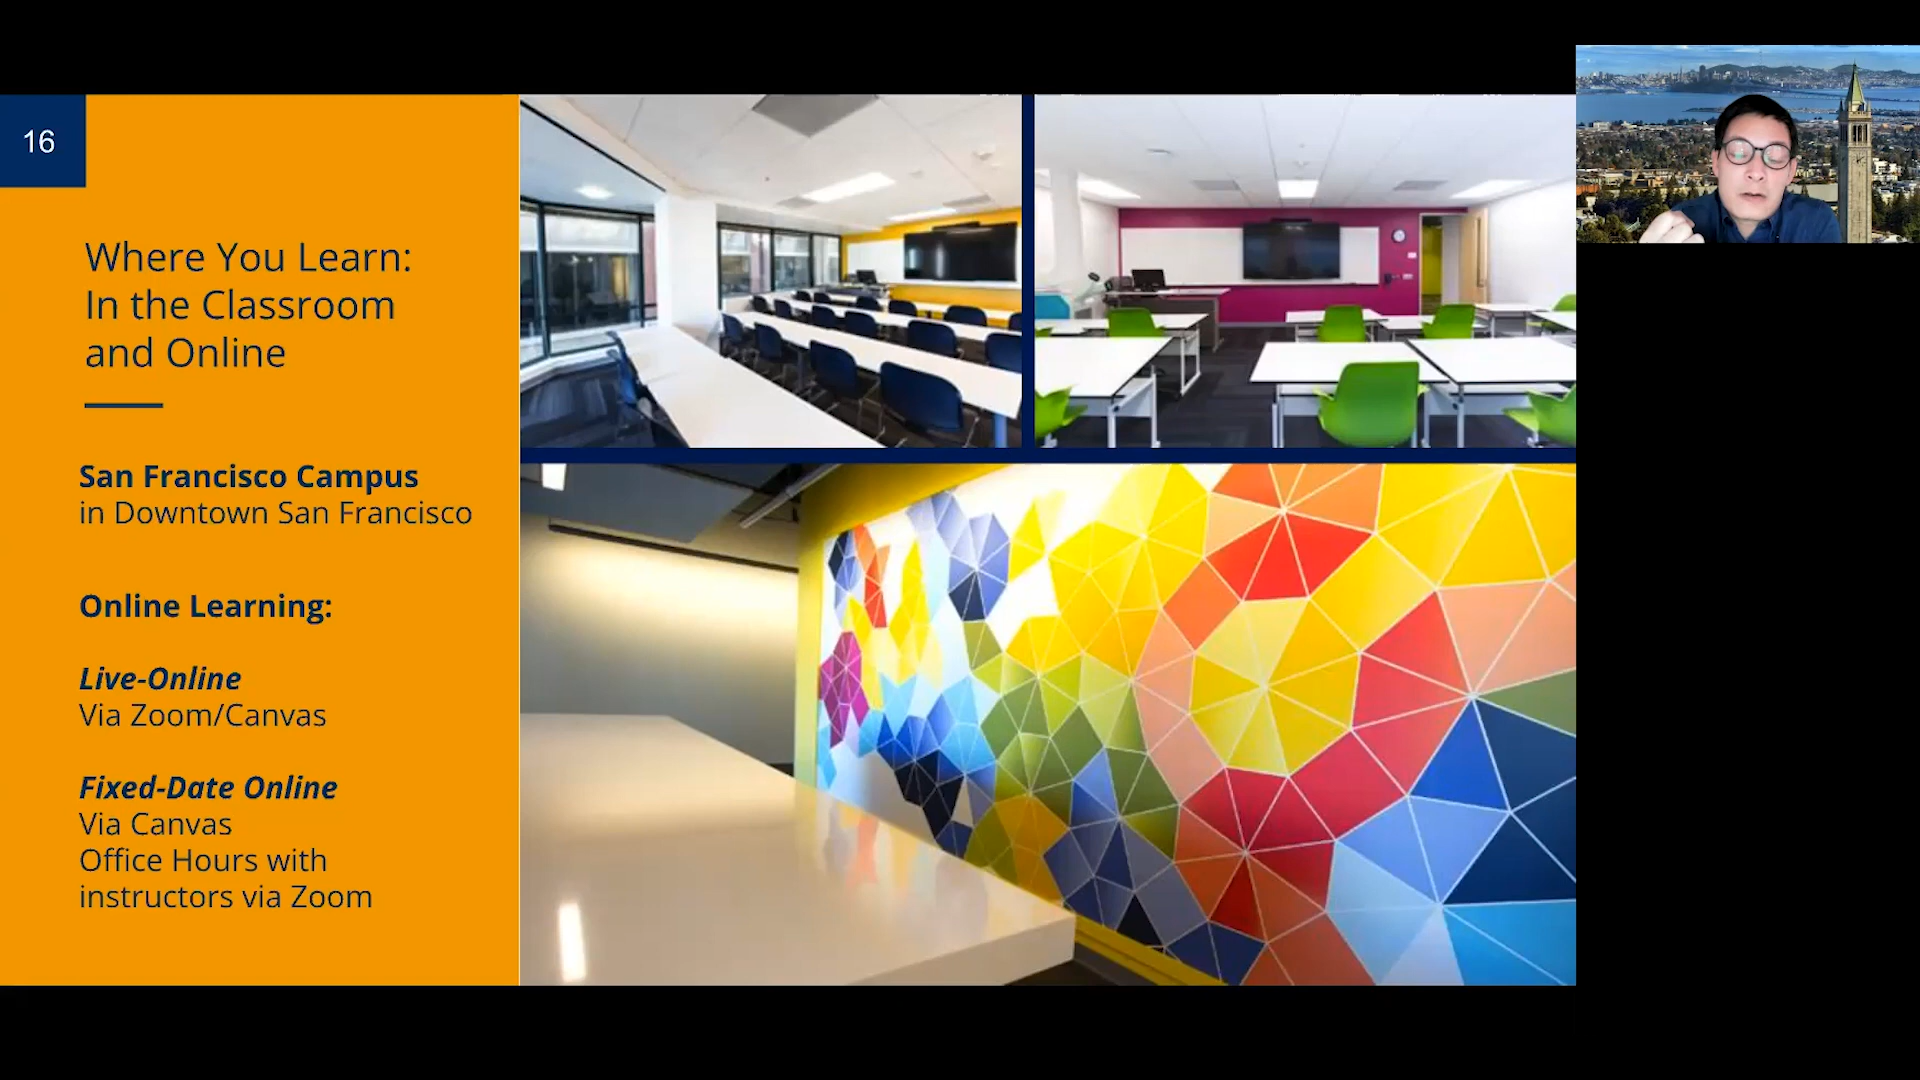 16
Where You Learn:
In the Classroom
and Online
San Francisco Campus
in Downtown San Francisco
Online Learning:
Live-Online
Via Zoom/Canvas
Fixed-Date Online
Via Canvas
Office Hours with
instructors via Zoom